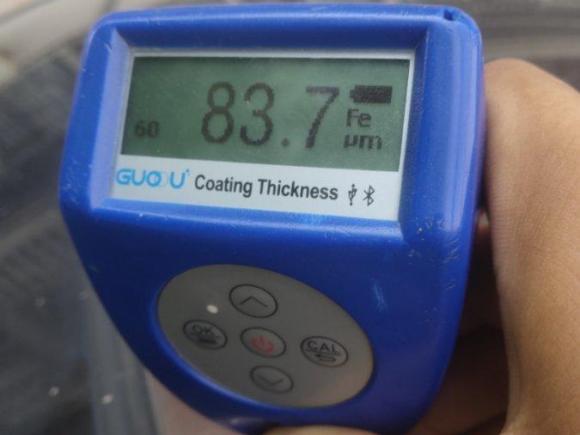 60 83.7 Fe
µm
GUOOU Coating Thickness
OK
CAL